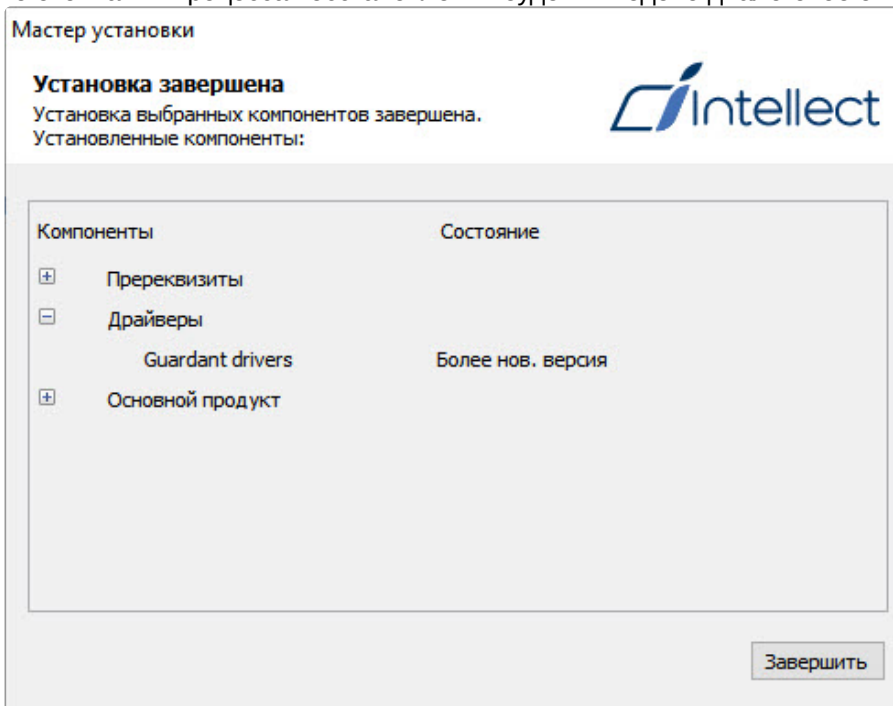 Мастер установки
Установка завершена
Установка выбранных компонентов завершена.
Установленные компоненты:
Intellect
Компоненты Состояние
Пререквизиты
Драйверы
Guardant drivers Более нов. версия
Основной продукт
Завершить